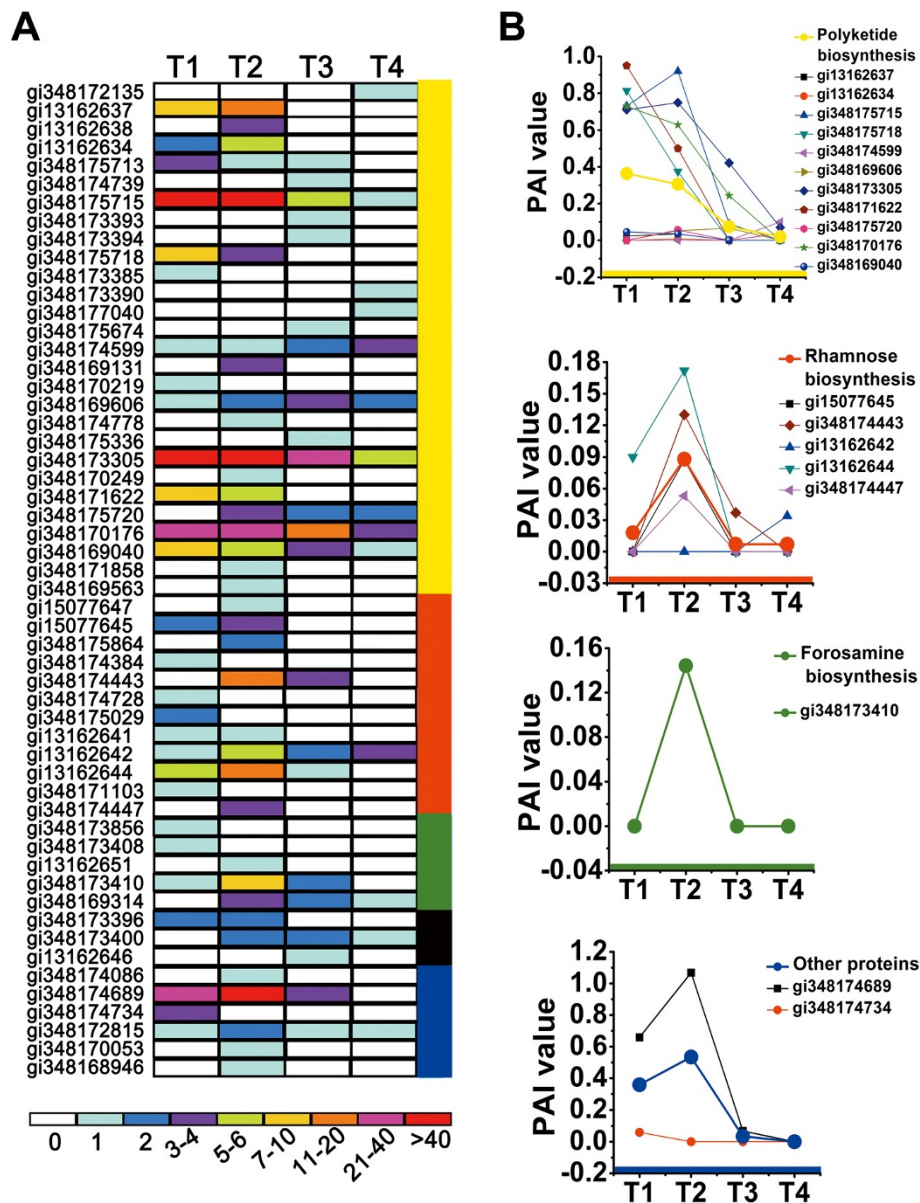 A
T1 T2 T3 T4
gi348172135
gi13162637
gi13162638
gi13162634
gi348175713
gi348174739
gi348175715
gi348173393
gi348173394
gi348175718
gi348173385
gi348173390
gi348177040
gi348175674
gi348174599
gi348169131
gi348170219
gi348169606
gi348174778
gi348175336
gi348173305
gi348170249
gi348171622
gi348175720
gi348170176
gi348169040
gi348171858
gi348169563
gi15077647
gi15077645
gi348175864
gi348174384
gi348174443
gi348174728
gi348175029
gi13162641
gi13162642
gi13162644
gi348171103
gi348174447
gi348173856
gi348173408
gi13162651
gi348173410
gi348169314
gi348173396
gi348173400
gi13162646
gi348174086
gi348174689
gi348174734
gi348172815
gi348170053
gi348168946
0 1 2 3-4 5-6 7-10 11-20 21-40 >40
B
PAI value
1.0
0.8
0.6
0.4
0.2
0.0
-0.2
T1 T2 T3 T4
Polyketide
biosynthesis
gi13162637
gi13162634
gi348175715
gi348175718
gi348174599
gi348169606
gi348173305
gi348171622
gi348175720
gi348170176
gi348169040
PAI value
0.18
0.15
0.12
0.09
0.06
0.03
0.00
-0.03
T1 T2 T3 T4
Rhamnose
biosynthesis
gi15077645
gi348174443
gi13162642
gi13162644
gi348174447
PAI value
0.16
0.12
0.08
0.04
0.00
-0.04
T1 T2 T3 T4
Forosamine
biosynthesis
gi348173410
PAI value
1.2
1.0
0.8
0.6
0.4
0.2
0.0
-0.2
T1 T2 T3 T4
Other proteins
gi348174689
gi348174734